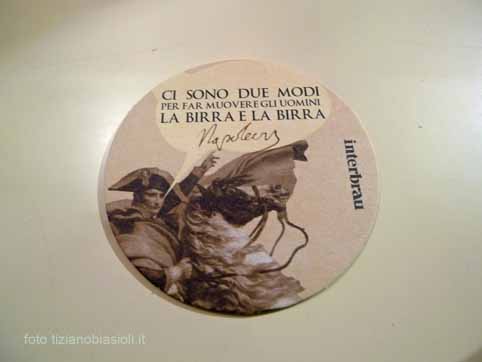 CI SONO DUE MODI
PER FAR MUOVERE GLI UOMINI
LA BIRRA E LA BIRRA
Napoleon
interbrau
foto tizianobiasioli.it